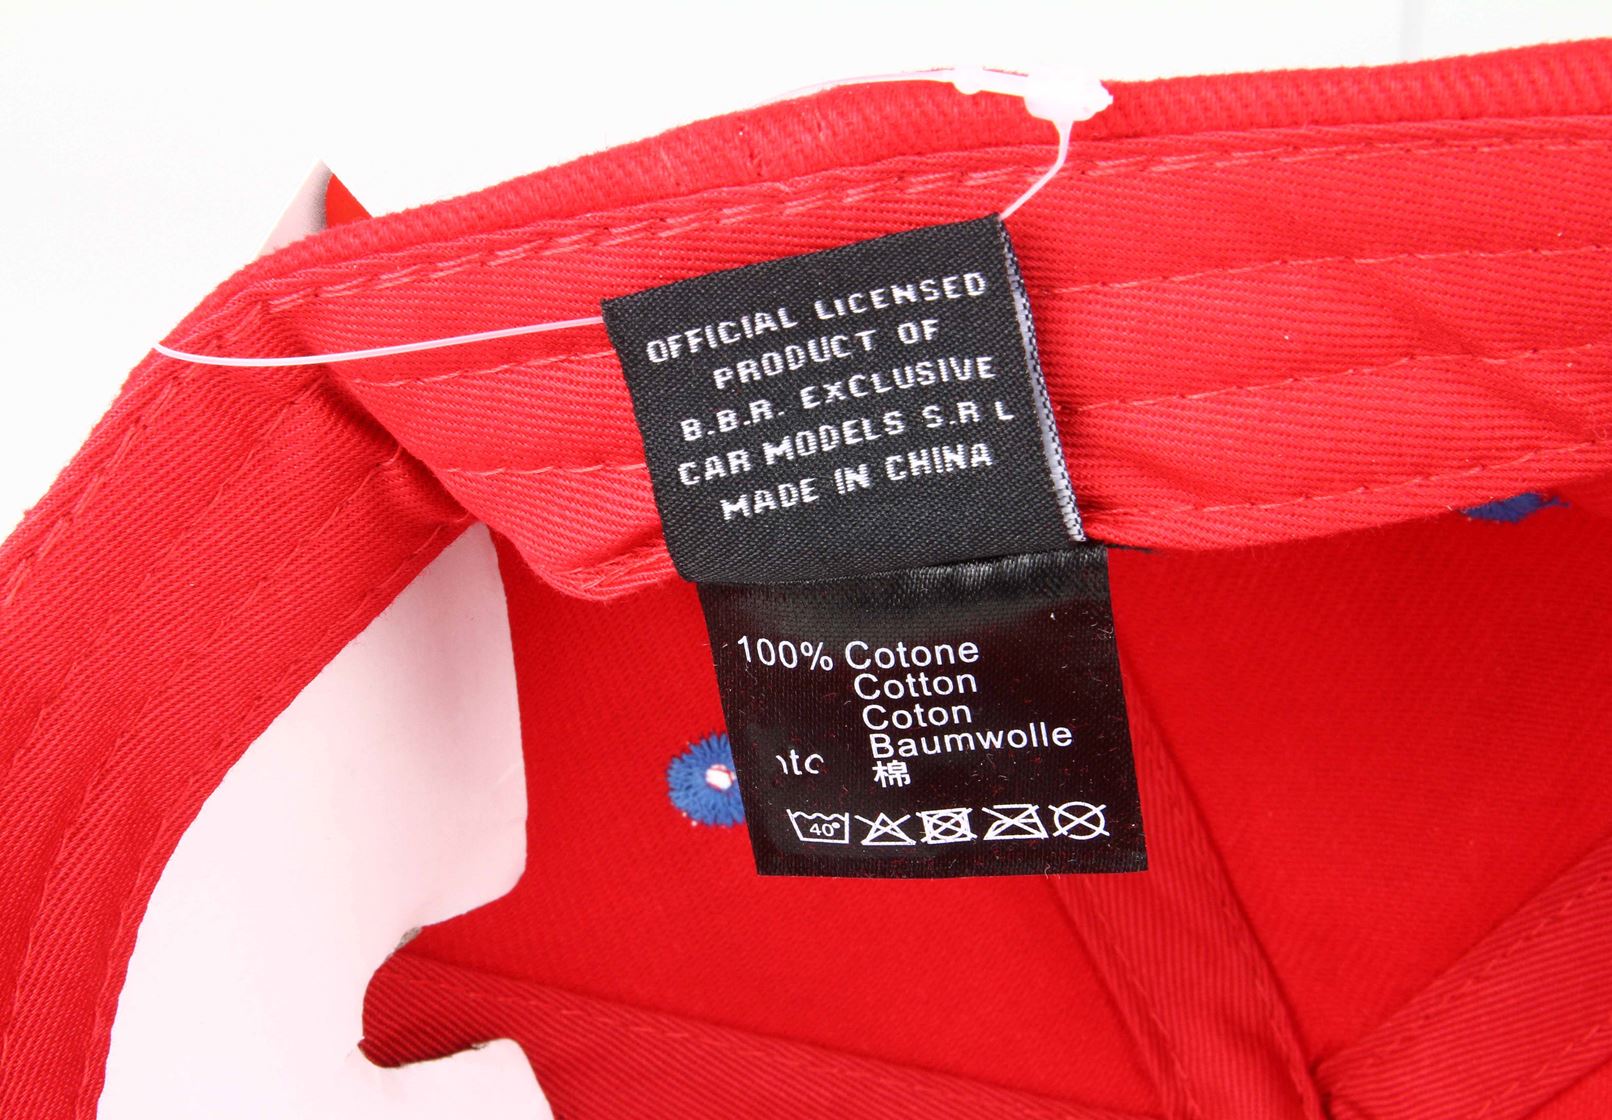 OFFICIAL LICENSED
PRODUCT OF
B.B.R. EXCLUSIVE
CAR MODELS S.R L
MADE IN CHINA
100% Cotone
Cotton
Coton
Baumwolle
棉
40°